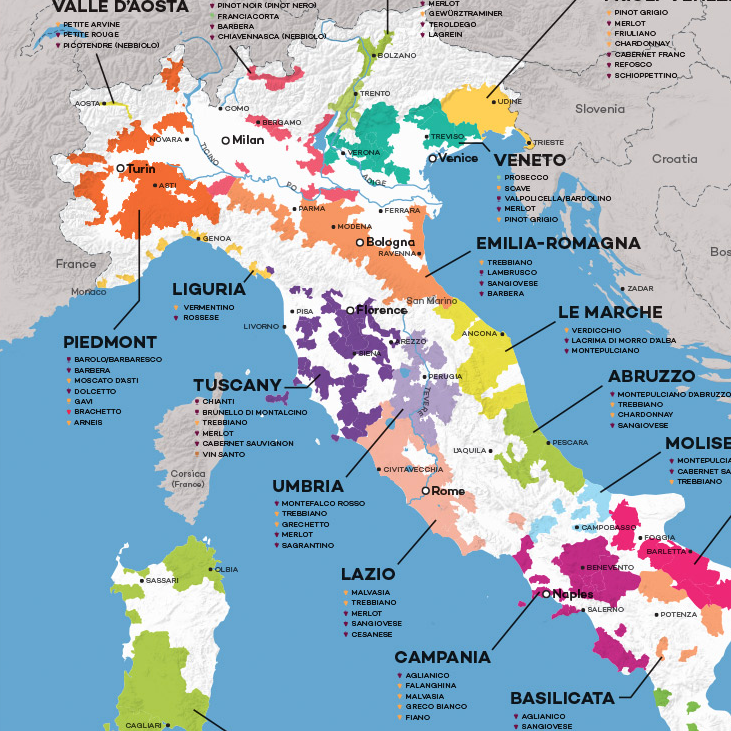 VALLE D'AOSTA
PETITE ARVINE
PETITE ROUGE
PICOTENDRE (NEBBIOLO)
PINOT NOIR (PINOT NERO)
FRANCIACORTA
BARBERA
CHIAVENNASCA (NEBBIOLO)
MERLOT
GEWÜRZTRAMINER
TEROLDEGO
LAGREIN
PINOT GRIGIO
MERLOT
FRIULIANO
CHARDONNAY
CABERNET FRANC
REFOSCO
SCHIOPPETTINO
BOLZANO
TRENTO
AOSTA
COMO
BERGAMO
UDINE
Slovenia
NOVARA
Milan
TICINO
TREVISO
TRIESTE
VERONA
Venice
Croatia
Turin
ASTI
PO
ADIGE
VENETO
PROSECCO
SOAVE
VALPOLICELLA/BARDOLINO
MERLOT
PINOT GRIGIO
PARMA
FERRARA
MODENA
GENOA
Bologna
RAVENNA
EMILIA-ROMAGNA
TREBBIANO
LAMBRUSCO
SANGIOVESE
BARBERA
Bos
France
Monaco
LIGURIA
VERMENTINO
ROSSESE
ZADAR
San Marino
PISA
Florence
LIVORNO
LE MARCHE
VERDICCHIO
LACRIMA DI MORRO D'ALBA
MONTEPULCIANO
ANCONA
AREZZO
SIENA
PIEDMONT
BAROLO/BARBARESCO
BARBERA
MOSCATO D'ASTI
DOLCETTO
GAVI
BRACHETTO
ARNEIS
PERUGIA
TEVERE
TUSCANY
CHIANTI
BRUNELLO DI MONTALCINO
TREBBIANO
MERLOT
CABERNET SAUVIGNON
VIN SANTO
ABRUZZO
MONTEPULCIANO D'ABRUZZO
TREBBIANO
CHARDONNAY
SANGIOVESE
PESCARA
L'AQUILA
MOLISE
MONTEPULCIA
CABERNET SA
TREBBIANO
Corsica
(France)
CIVITAVECCHIA
Rome
UMBRIA
MONTEFALCO ROSSO
TREBBIANO
GRECHETTO
MERLOT
SAGRANTINO
CAMPOBASSO
FOGGIA
BARLETTA
BENEVENTO
OLBIA
SASSARI
LAZIO
MALVASIA
TREBBIANO
MERLOT
SANGIOVESE
CESANESE
Naples
SALERNO
POTENZA
CAMPANIA
AGLIANICO
FALANGHINA
MALVASIA
GRECO BIANCO
FIANO
BASILICATA
AGLIANICO
SANGIOVESE
CAGLIARI